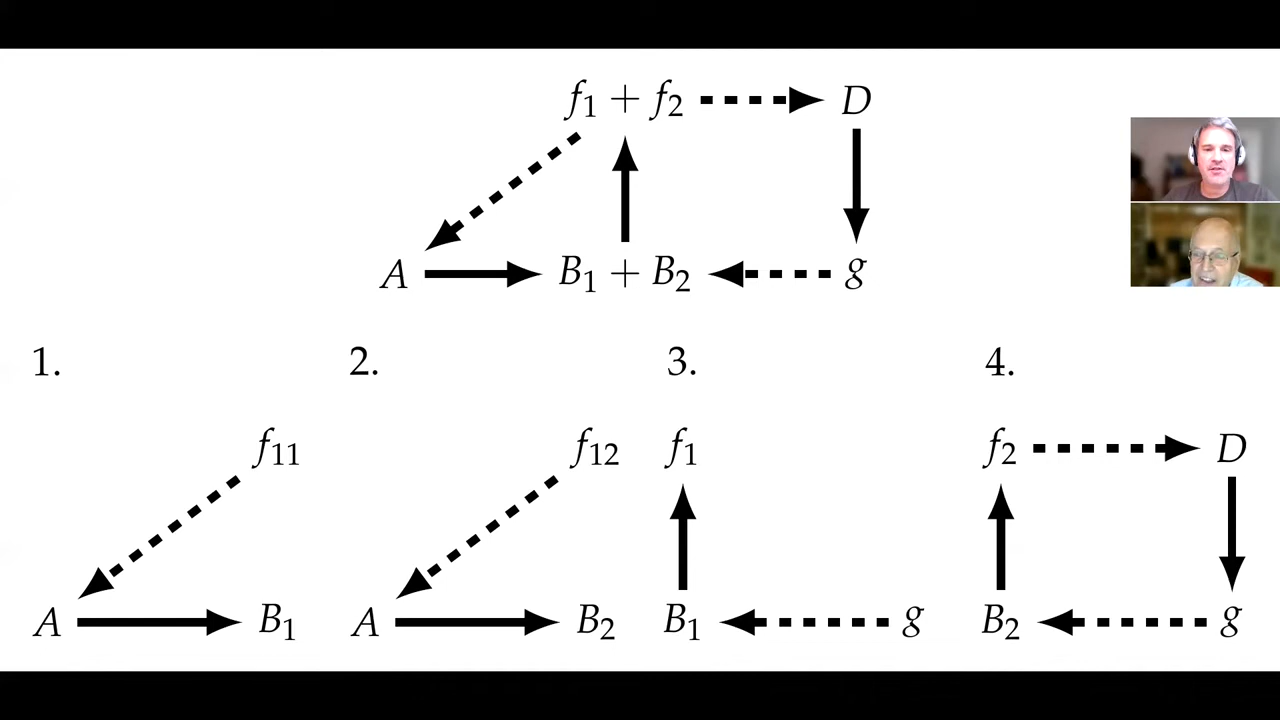 f₁ + f₂ D
A B₁ + B₂ g
1. 2. 3. 4.
f₁₁ f₁₂ f₁ f₂ D
A B₁ A B₂ B₁ g B₂ g